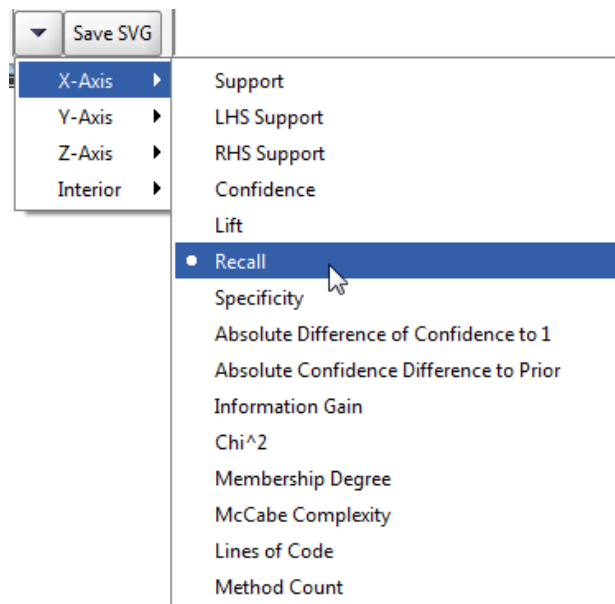 Save SVG
X-Axis
Y-Axis
Z-Axis
Interior
Support
LHS Support
RHS Support
Confidence
Lift
Recall
Specificity
Absolute Difference of Confidence to 1
Absolute Confidence Difference to Prior
Information Gain
Chi^2
Membership Degree
McCabe Complexity
Lines of Code
Method Count